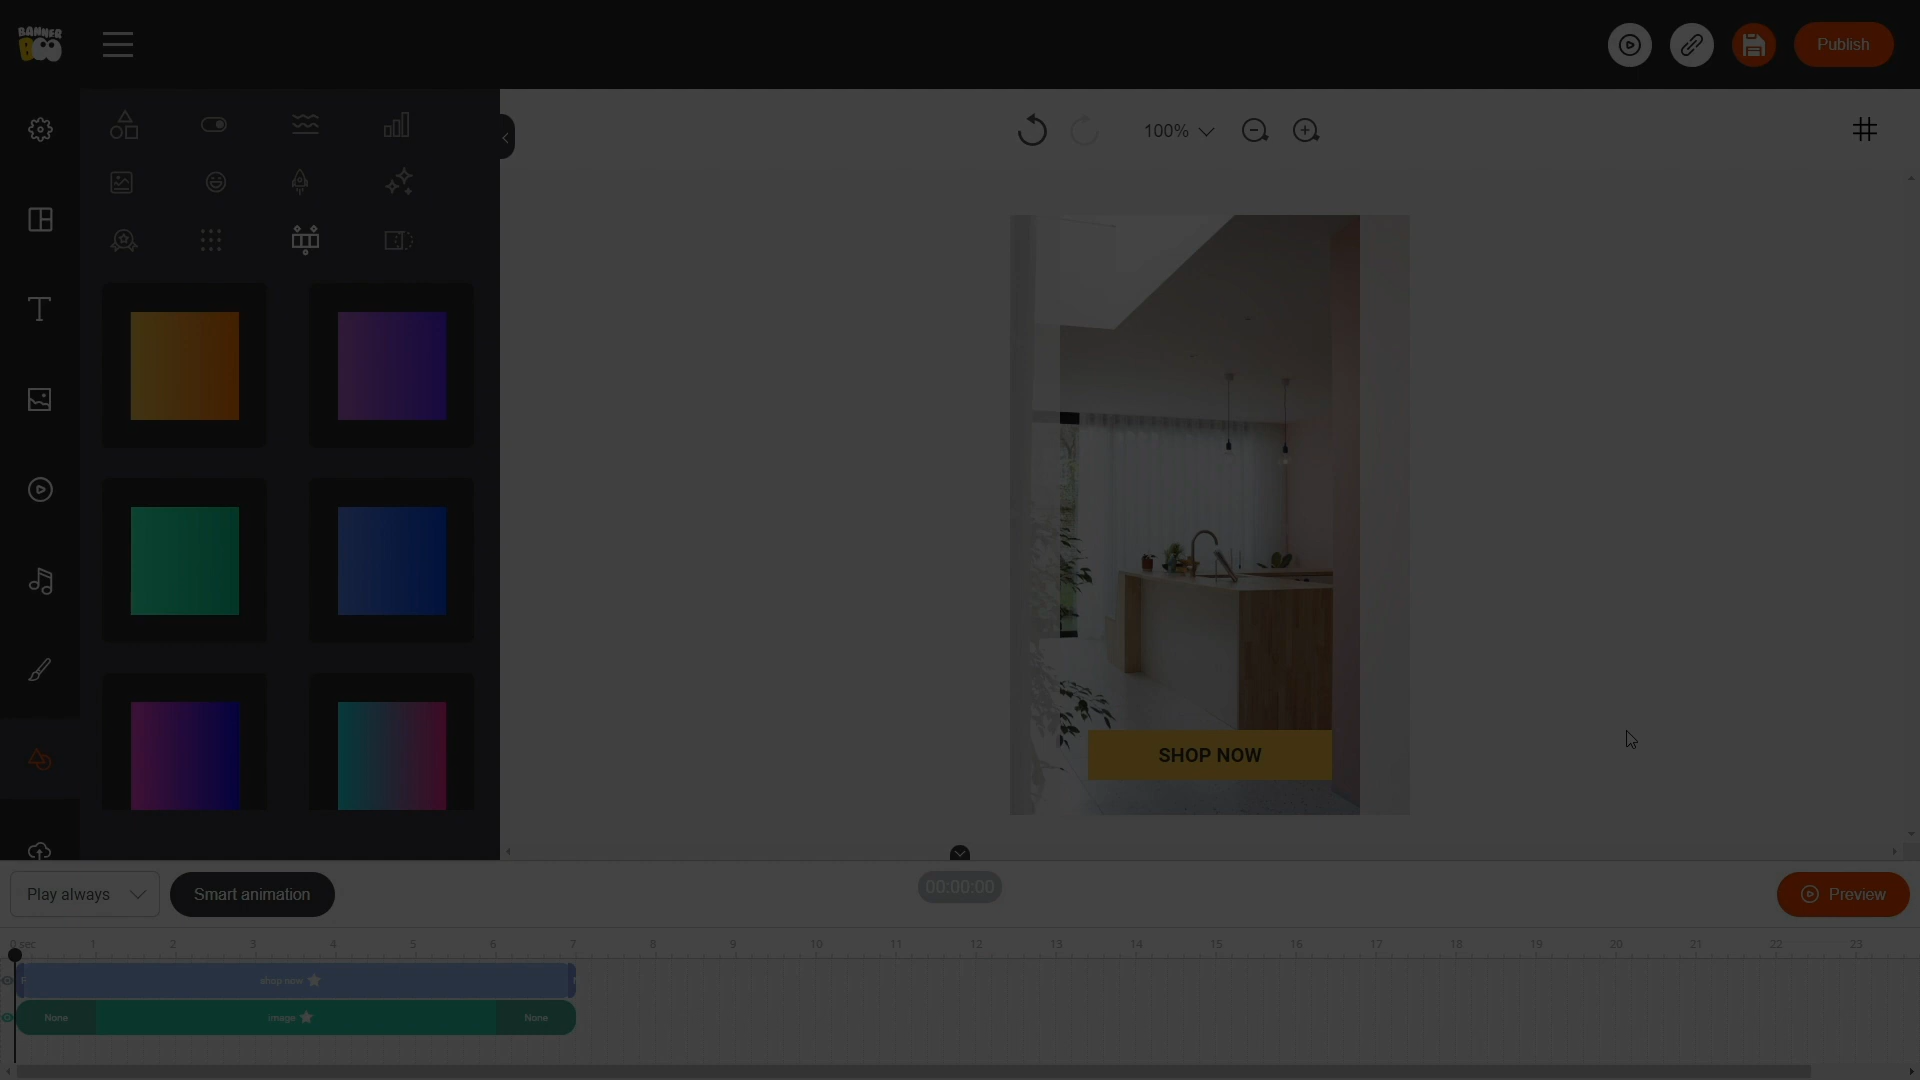 BANNER
BOO
Publish
100%
SHOP NOW
Play always
Smart animation
00:00:00
Preview
0 sec 1 2 3 4 5 6 7 8 9 10 11 12 13 14 15 16 17 18 19 20 21 22 23
shop now
None image None